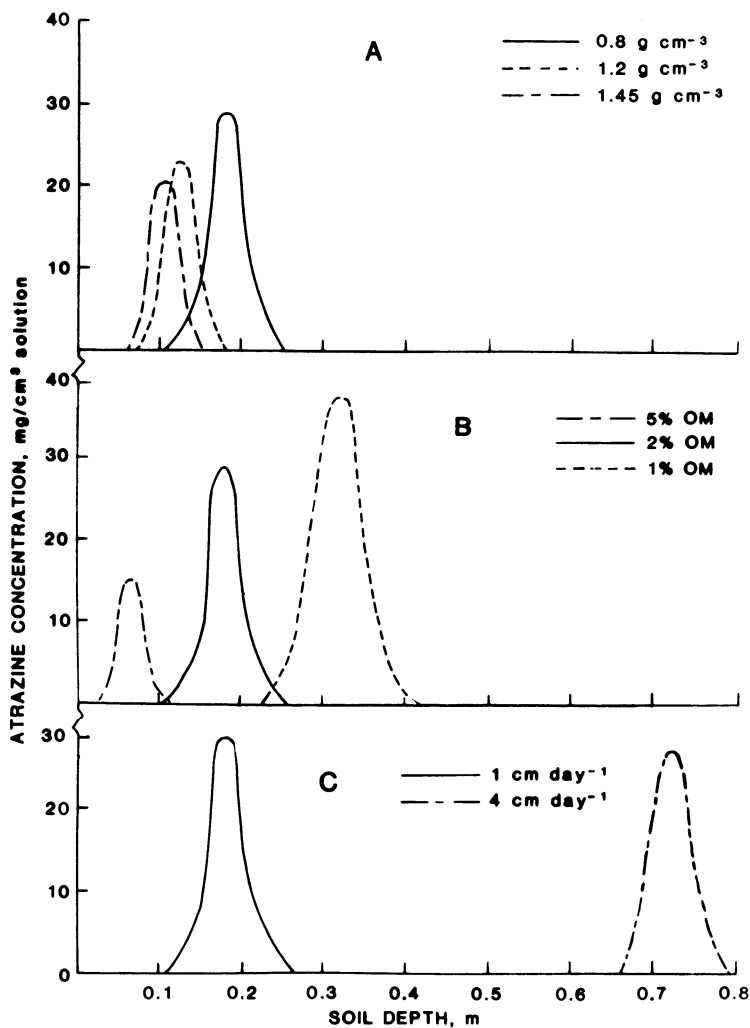 40
30
20
10
A
0.8 g cm⁻³
1.2 g cm⁻³
1.45 g cm⁻³
ATRAZINE CONCENTRATION, mg/cm³ solution
40
30
20
10
B
5% OM
2% OM
1% OM
30
20
10
0
C
1 cm day⁻¹
4 cm day⁻¹
0.1 0.2 0.3 0.4 0.5 0.6 0.7 0.8
SOIL DEPTH, m